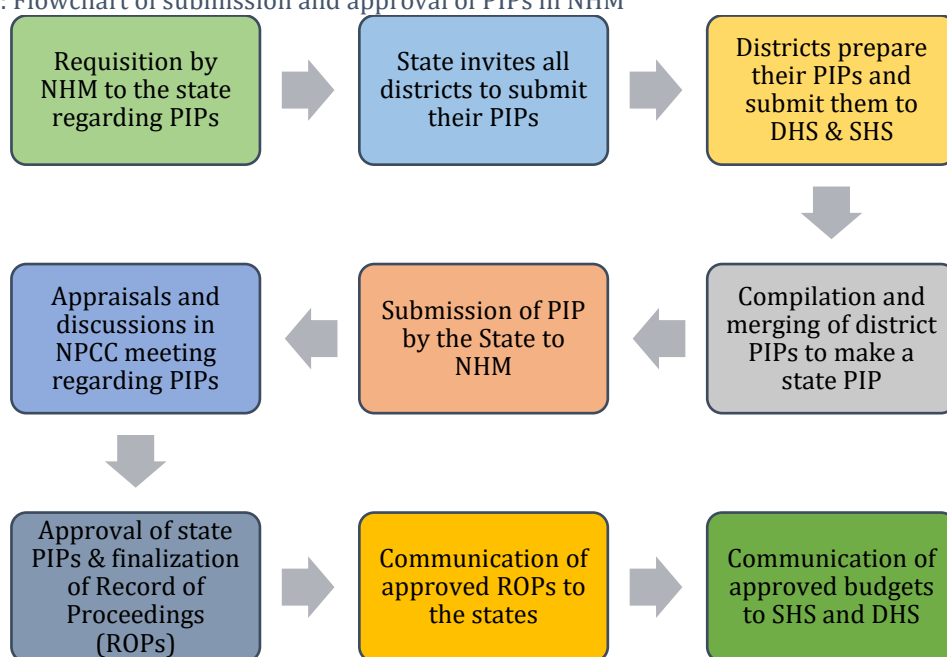 : Flowchart of submission and approval of PIPs in NHM
Requisition by
NHM to the state
regarding PIPs
State invites all
districts to submit
their PIPs
Districts prepare
their PIPs and
submit them to
DHS & SHS
Compilation and
merging of district
PIPs to make a
state PIP
Submission of PIP
by the State to
NHM
Appraisals and
discussions in
NPCC meeting
regarding PIPs
Approval of state
PIPs & finalization
of Record of
Proceedings
(ROPs)
Communication of
approved ROPs to
the states
Communication of
approved budgets
to SHS and DHS